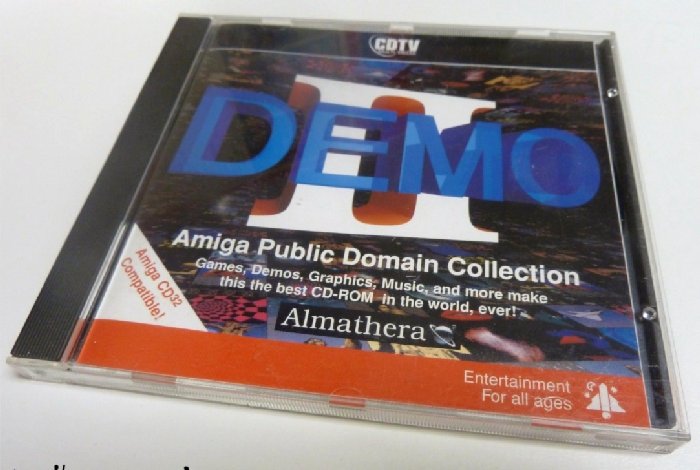 CDTV
II
DEMO
Amiga Public Domain Collection
Games, Demos, Graphics, Music, and more make
this the best CD-ROM in the world, ever!
Amiga CD32
Compatible!
Almathera
Entertainment
For all ages